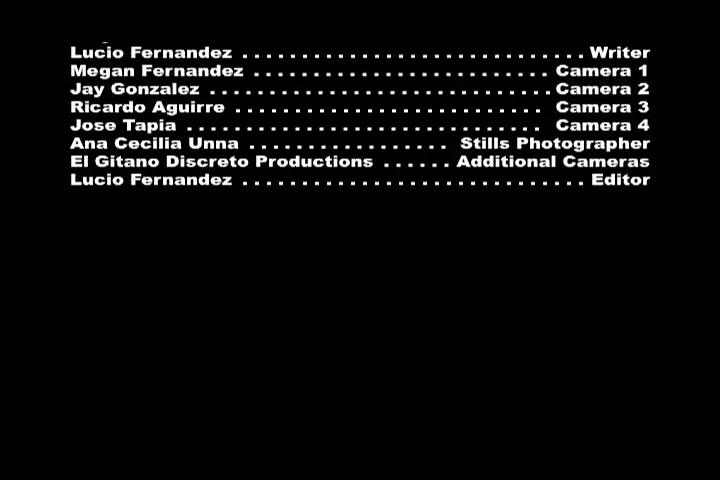 Lucio Fernandez . . . . . . . . . . . . . . . . . . . . . . . . . . . . . Writer
Megan Fernandez . . . . . . . . . . . . . . . . . . . . . . . . . Camera 1
Jay Gonzalez . . . . . . . . . . . . . . . . . . . . . . . . . . . . . Camera 2
Ricardo Aguirre . . . . . . . . . . . . . . . . . . . . . . . . . . Camera 3
Jose Tapia . . . . . . . . . . . . . . . . . . . . . . . . . . . . . . Camera 4
Ana Cecilia Unna . . . . . . . . . . . . . . . . . Stills Photographer
El Gitano Discreto Productions . . . . . . Additional Cameras
Lucio Fernandez . . . . . . . . . . . . . . . . . . . . . . . . . . . . . Editor